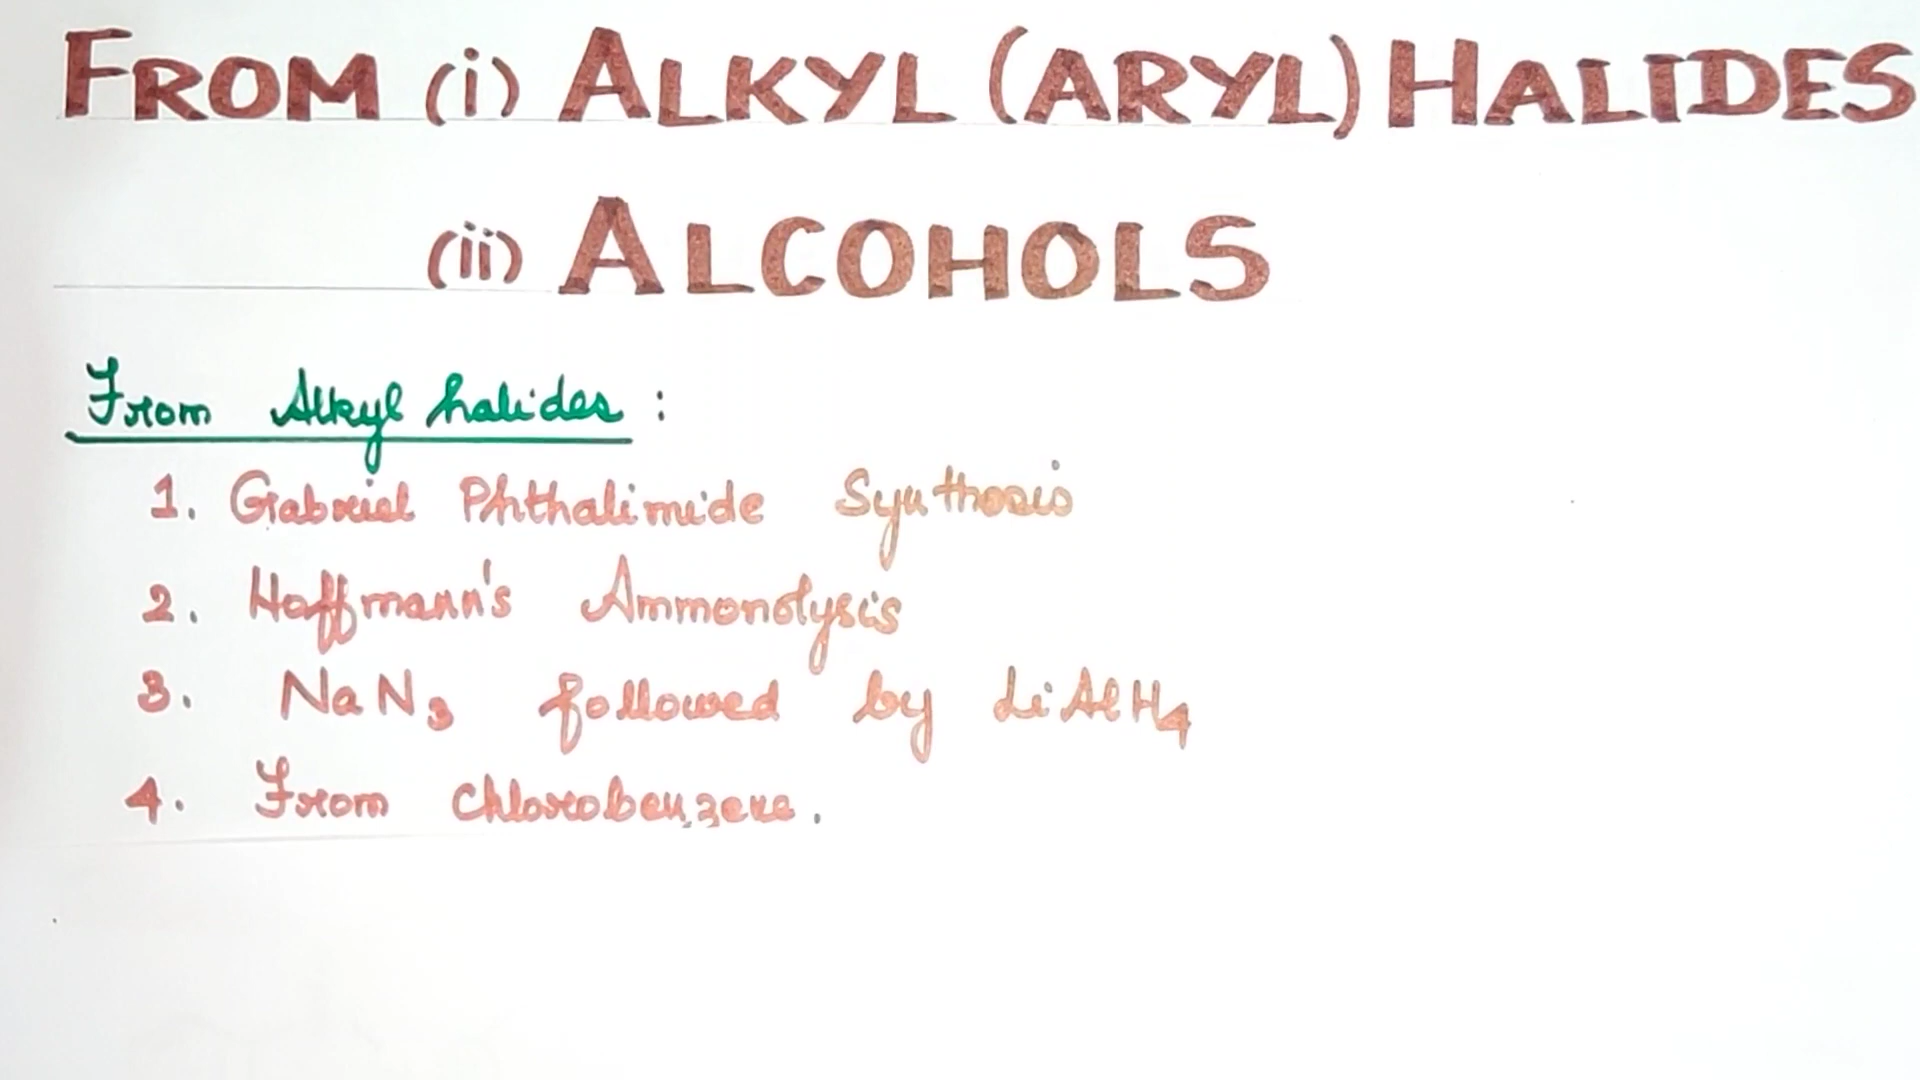 FROM (i) ALKYL (ARYL) HALIDES
(ii) ALCOHOLS
From Alkyl halides :
1. Gabriel Phthalimide Synthesis
2. Hoffmann's Ammonolysis
3. NaN₃ followed by LiAlH₄
4. From Chlorobenzene.